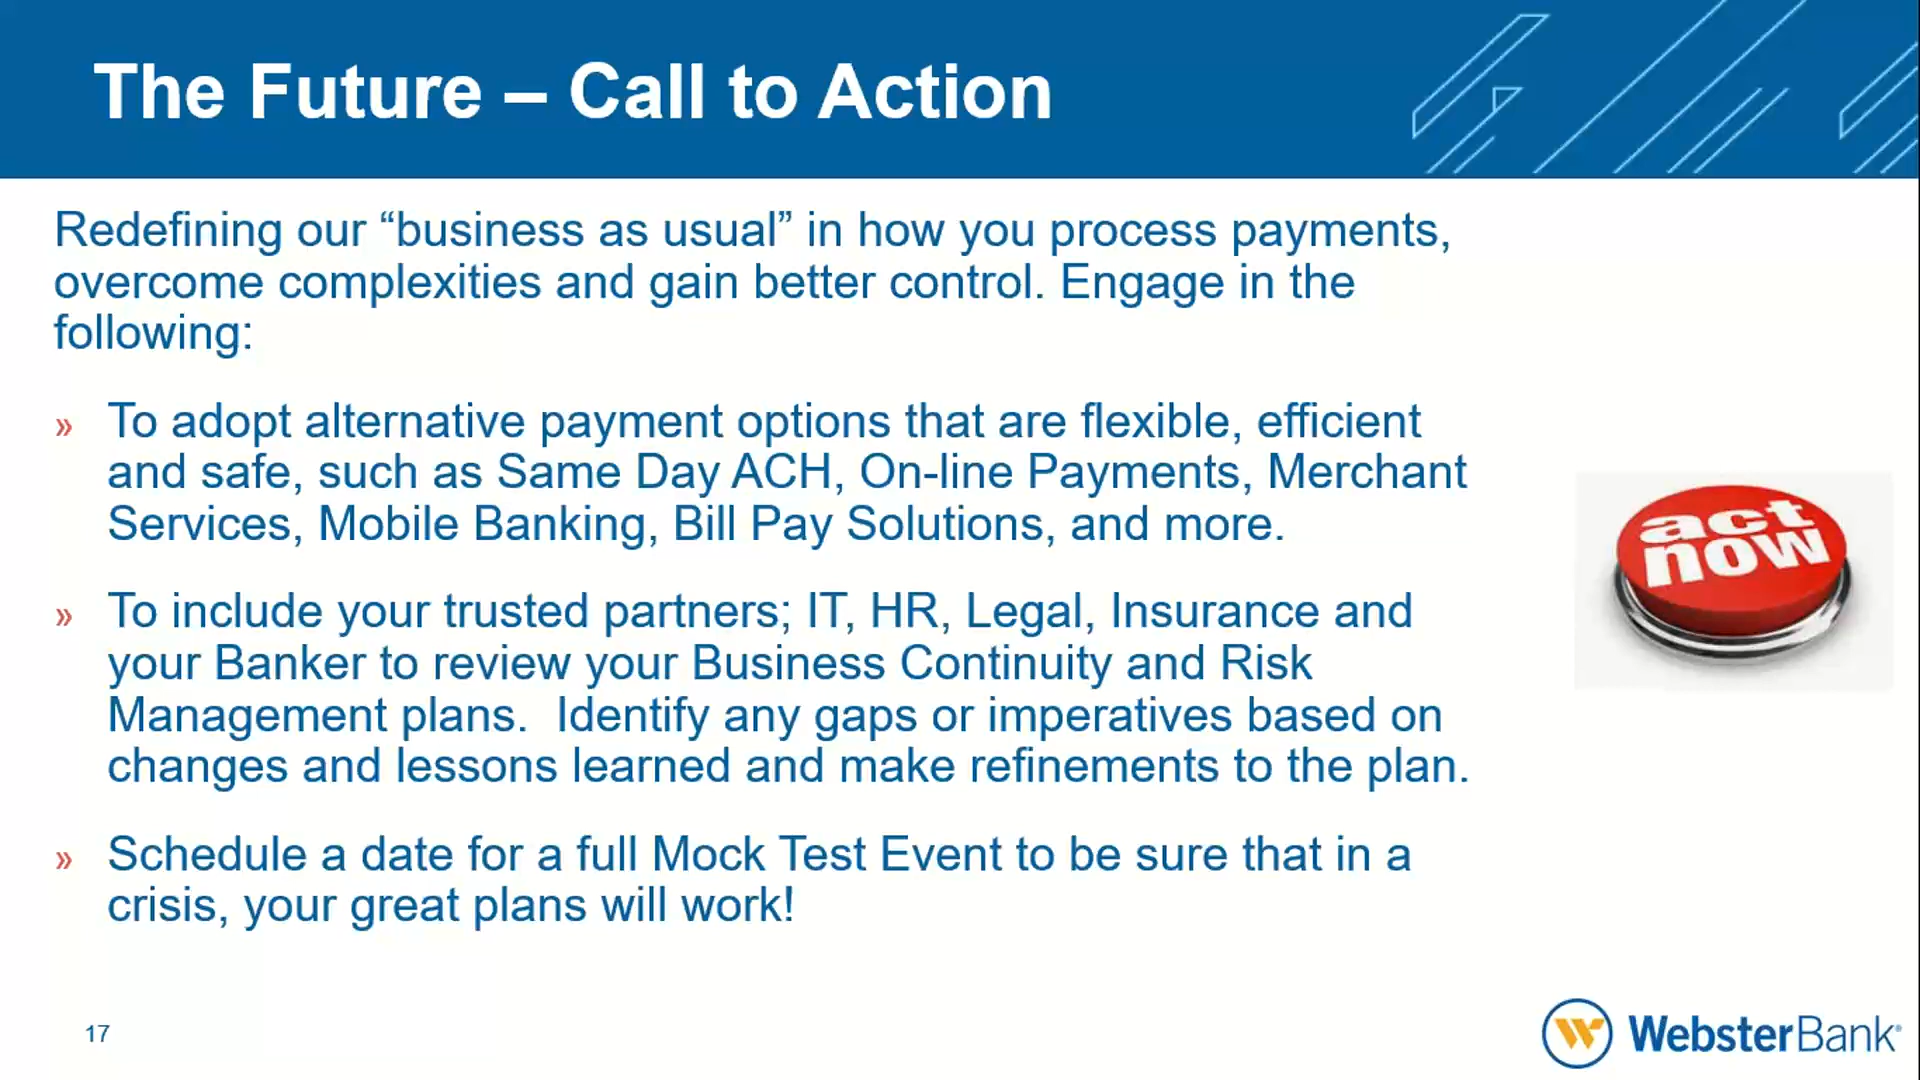 The Future – Call to Action
Redefining our “business as usual” in how you process payments,
overcome complexities and gain better control. Engage in the
following:
» To adopt alternative payment options that are flexible, efficient
and safe, such as Same Day ACH, On-line Payments, Merchant
Services, Mobile Banking, Bill Pay Solutions, and more.
act
now
» To include your trusted partners; IT, HR, Legal, Insurance and
your Banker to review your Business Continuity and Risk
Management plans.  Identify any gaps or imperatives based on
changes and lessons learned and make refinements to the plan.
» Schedule a date for a full Mock Test Event to be sure that in a
crisis, your great plans will work!
17
W WebsterBank®